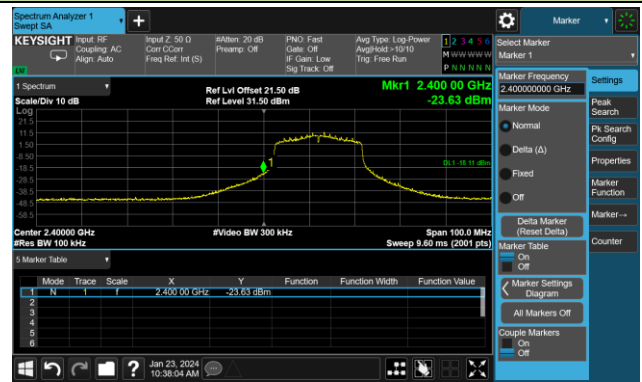 Spectrum Analyzer 1
Swept SA
Marker
KEYSIGHT
Input: RF
Coupling: AC
Align: Auto
Input Z: 50 Ω
Corr CCorr
Freq Ref: Int (S)
#Atten: 20 dB
Preamp: Off
PNO: Fast
Gate: Off
IF Gain: Low
Sig Track: Off
Avg Type: Log-Power
Avg|Hold:>10/10
Trig: Free Run
1 2 3 4 5 6
M W W W W W
P N N N N N
LW
1 Spectrum
Scale/Div 10 dB
Ref Lvl Offset 21.50 dB
Ref Level 31.50 dBm
Mkr1 2.400 00 GHz
-23.63 dBm
Log
21.5
11.5
1.50
-8.50
-18.5
-28.5
-38.5
-48.5
-58.5
1
DL1 -18.11 dBm
Center 2.40000 GHz
#Res BW 100 kHz
#Video BW 300 kHz
Span 100.0 MHz
Sweep 9.60 ms (2001 pts)
5 Marker Table
Mode Trace Scale X Y Function Function Width Function Value
1 N 1 f 2.400 00 GHz -23.63 dBm
2
3
4
5
6
Select Marker
Marker 1
Marker Frequency
2.400000000 GHz
Marker Mode
Normal
Delta (Δ)
Fixed
Off
Delta Marker
(Reset Delta)
Marker Table
On
Off
Marker Settings
Diagram
All Markers Off
Couple Markers
On
Off
Settings
Peak
Search
Pk Search
Config
Properties
Marker
Function
Marker→
Counter
?
Jan 23, 2024
10:38:04 AM